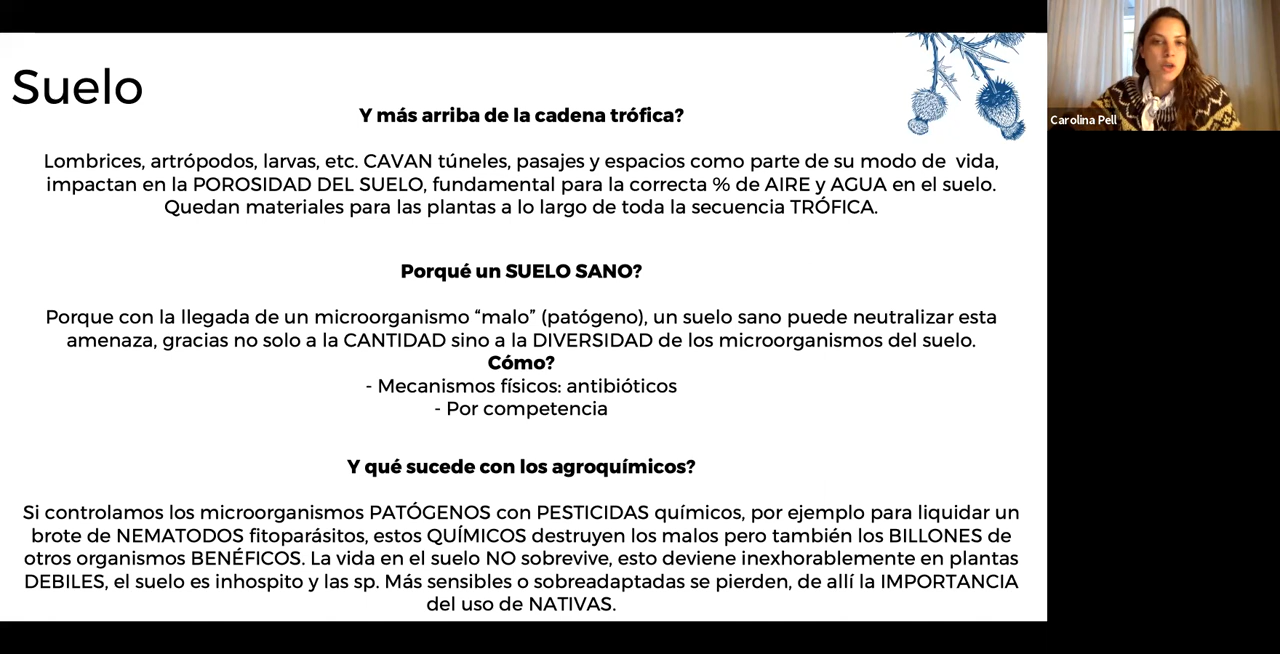 Suelo
Y más arriba de la cadena trófica?
Lombrices, artrópodos, larvas, etc. CAVAN túneles, pasajes y espacios como parte de su modo de vida,
impactan en la POROSIDAD DEL SUELO, fundamental para la correcta % de AIRE y AGUA en el suelo.
Quedan materiales para las plantas a lo largo de toda la secuencia TRÓFICA.
Porqué un SUELO SANO?
Porque con la llegada de un microorganismo “malo” (patógeno), un suelo sano puede neutralizar esta
amenaza, gracias no solo a la CANTIDAD sino a la DIVERSIDAD de los microorganismos del suelo.
Cómo?
- Mecanismos físicos: antibióticos
- Por competencia
Y qué sucede con los agroquímicos?
Si controlamos los microorganismos PATÓGENOS con PESTICIDAS químicos, por ejemplo para liquidar un
brote de NEMATODOS fitoparásitos, estos QUÍMICOS destruyen los malos pero también los BILLONES de
otros organismos BENÉFICOS. La vida en el suelo NO sobrevive, esto deviene inexhorablemente en plantas
DEBILES, el suelo es inhospito y las sp. Más sensibles o sobreadaptadas se pierden, de allí la IMPORTANCIA
del uso de NATIVAS.
Carolina Pell